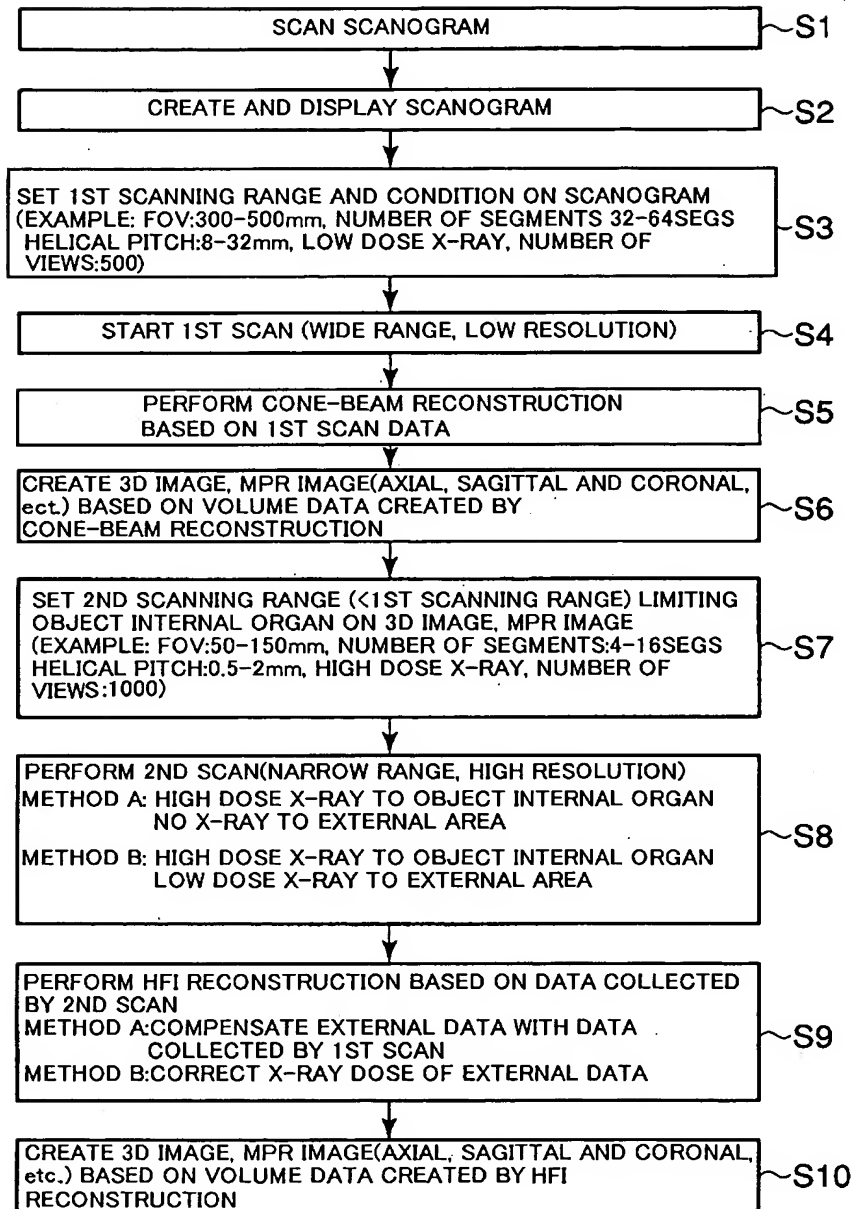 SCAN SCANOGRAM
S1
CREATE AND DISPLAY SCANOGRAM
S2
SET 1ST SCANNING RANGE AND CONDITION ON SCANOGRAM
(EXAMPLE: FOV:300-500mm, NUMBER OF SEGMENTS 32-64SEGS
HELICAL PITCH:8-32mm, LOW DOSE X-RAY, NUMBER OF
VIEWS:500)
S3
START 1ST SCAN (WIDE RANGE, LOW RESOLUTION)
S4
PERFORM CONE-BEAM RECONSTRUCTION
BASED ON 1ST SCAN DATA
S5
CREATE 3D IMAGE, MPR IMAGE(AXIAL, SAGITTAL AND CORONAL,
ect.) BASED ON VOLUME DATA CREATED BY
CONE-BEAM RECONSTRUCTION
S6
SET 2ND SCANNING RANGE (<1ST SCANNING RANGE) LIMITING
OBJECT INTERNAL ORGAN ON 3D IMAGE, MPR IMAGE
(EXAMPLE: FOV:50-150mm, NUMBER OF SEGMENTS:4-16SEGS
HELICAL PITCH:0.5-2mm, HIGH DOSE X-RAY, NUMBER OF
VIEWS:1000)
S7
PERFORM 2ND SCAN(NARROW RANGE, HIGH RESOLUTION)
METHOD A: HIGH DOSE X-RAY TO OBJECT INTERNAL ORGAN
NO X-RAY TO EXTERNAL AREA
METHOD B: HIGH DOSE X-RAY TO OBJECT INTERNAL ORGAN
LOW DOSE X-RAY TO EXTERNAL AREA
S8
PERFORM HFI RECONSTRUCTION BASED ON DATA COLLECTED
BY 2ND SCAN
METHOD A:COMPENSATE EXTERNAL DATA WITH DATA
COLLECTED BY 1ST SCAN
METHOD B:CORRECT X-RAY DOSE OF EXTERNAL DATA
S9
CREATE 3D IMAGE, MPR IMAGE(AXIAL, SAGITTAL AND CORONAL,
etc.) BASED ON VOLUME DATA CREATED BY HFI
RECONSTRUCTION
S10